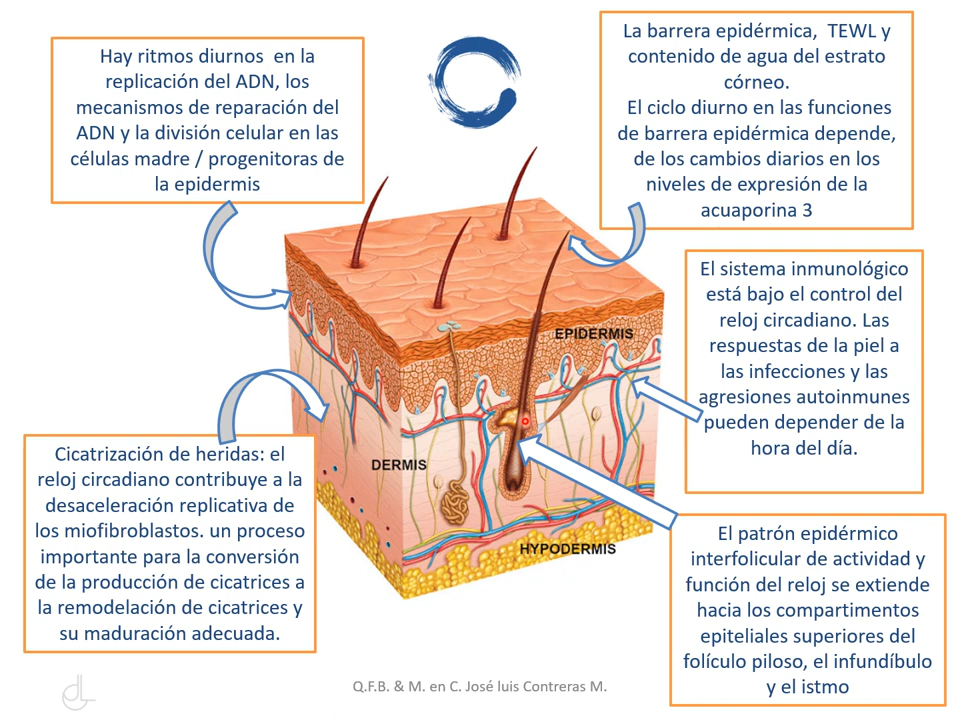 Hay ritmos diurnos en la
replicación del ADN, los
mecanismos de reparación del
ADN y la división celular en las
células madre / progenitoras de
la epidermis
La barrera epidérmica, TEWL y
contenido de agua del estrato
córneo.
El ciclo diurno en las funciones
de barrera epidérmica depende,
de los cambios diarios en los
niveles de expresión de la
acuaporina 3
El sistema inmunológico
está bajo el control del
reloj circadiano. Las
respuestas de la piel a
las infecciones y las
agresiones autoinmunes
pueden depender de la
hora del día.
EPIDERMIS
DERMIS
HYPODERMIS
Cicatrización de heridas: el
reloj circadiano contribuye a la
desaceleración replicativa de
los miofibroblastos. un proceso
importante para la conversión
de la producción de cicatrices a
la remodelación de cicatrices y
su maduración adecuada.
El patrón epidérmico
interfolicular de actividad y
función del reloj se extiende
hacia los compartimentos
epiteliales superiores del
folículo piloso, el infundíbulo
y el istmo
Q.F.B. & M. en C. José luis Contreras M.